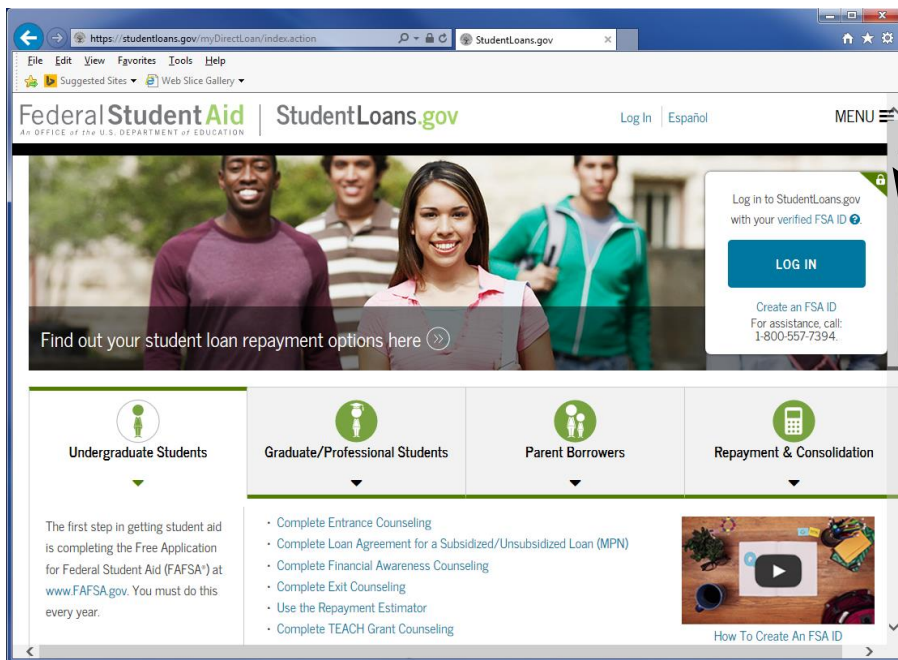 https://studentloans.gov/myDirectLoan/index.action
StudentLoans.gov
File Edit View Favorites Tools Help
Suggested Sites
Web Slice Gallery
Federal Student Aid
An OFFICE of the U.S. DEPARTMENT of EDUCATION
StudentLoans.gov
Log In
Español
MENU
Log in to StudentLoans.gov
with your verified FSA ID
LOG IN
Create an FSA ID
For assistance, call:
1-800-557-7394.
Find out your student loan repayment options here
Undergraduate Students
Graduate/Professional Students
Parent Borrowers
Repayment & Consolidation
The first step in getting student aid
is completing the Free Application
for Federal Student Aid (FAFSA®) at
www.FAFSA.gov. You must do this
every year.
· Complete Entrance Counseling
· Complete Loan Agreement for a Subsidized/Unsubsidized Loan (MPN)
· Complete Financial Awareness Counseling
· Complete Exit Counseling
· Use the Repayment Estimator
· Complete TEACH Grant Counseling
How To Create An FSA ID